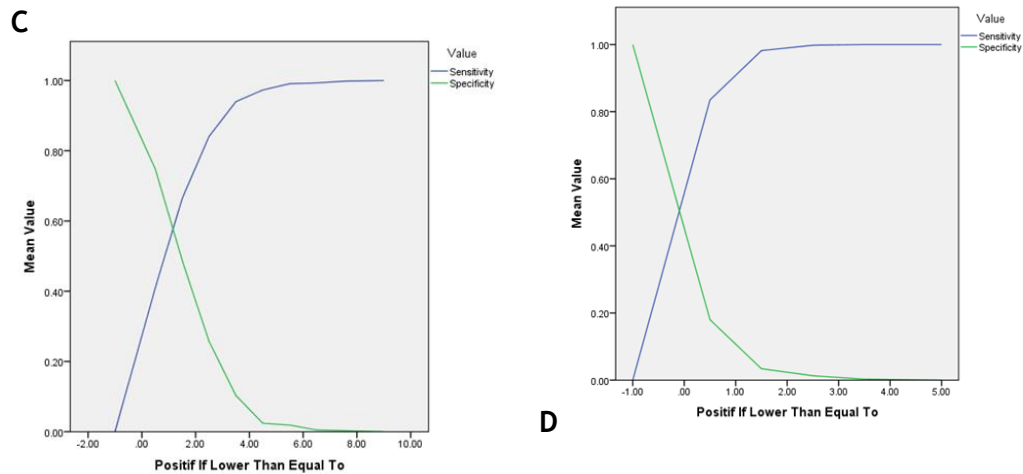 C
Value
Sensitivity
Specificity
1.00
0.80
0.60
0.40
0.20
0.00
Mean Value
-2.00 .00 2.00 4.00 6.00 8.00 10.00
Positif If Lower Than Equal To
Value
Sensitivity
Specificity
1.00
0.80
0.60
0.40
0.20
0.00
Mean Value
-1.00 .00 1.00 2.00 3.00 4.00 5.00
Positif If Lower Than Equal To
D